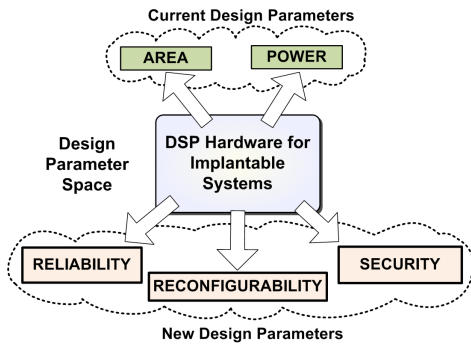 Current Design Parameters
AREA
POWER
Design
Parameter
Space
DSP Hardware for
Implantable
Systems
RELIABILITY
RECONFIGURABILITY
SECURITY
New Design Parameters